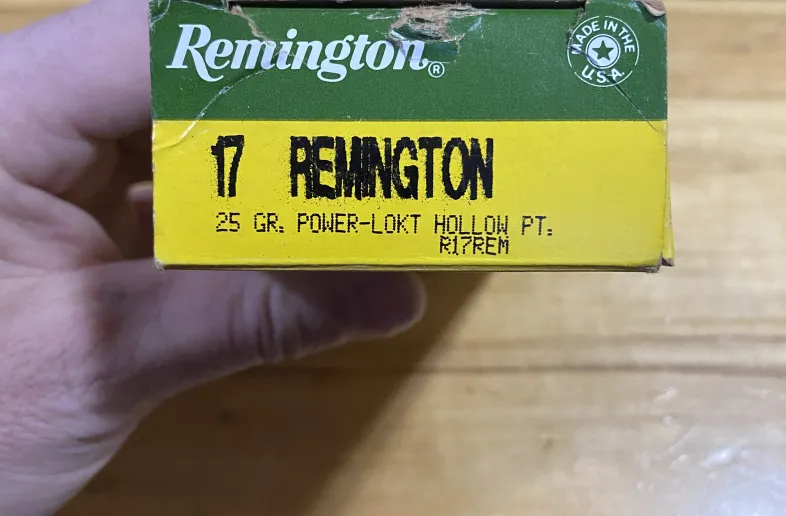 Remington®
MADE IN THE
U.S.A.
17 REMINGTON
25 GR. POWER-LOKT HOLLOW PT.
R17REM